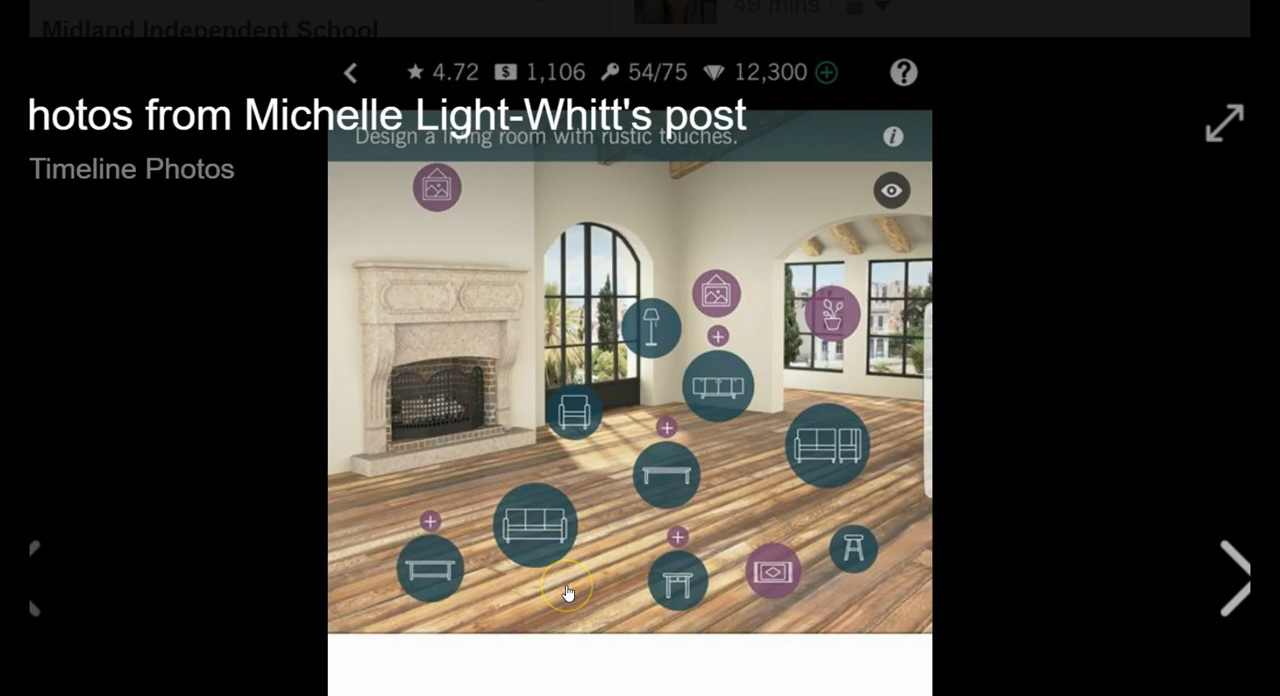 Midland Independent School
49 mins ·
4.72 $ 1,106 54/75 12,300
hotos from Michelle Light-Whitt's post
Design a living room with rustic touches.
Timeline Photos